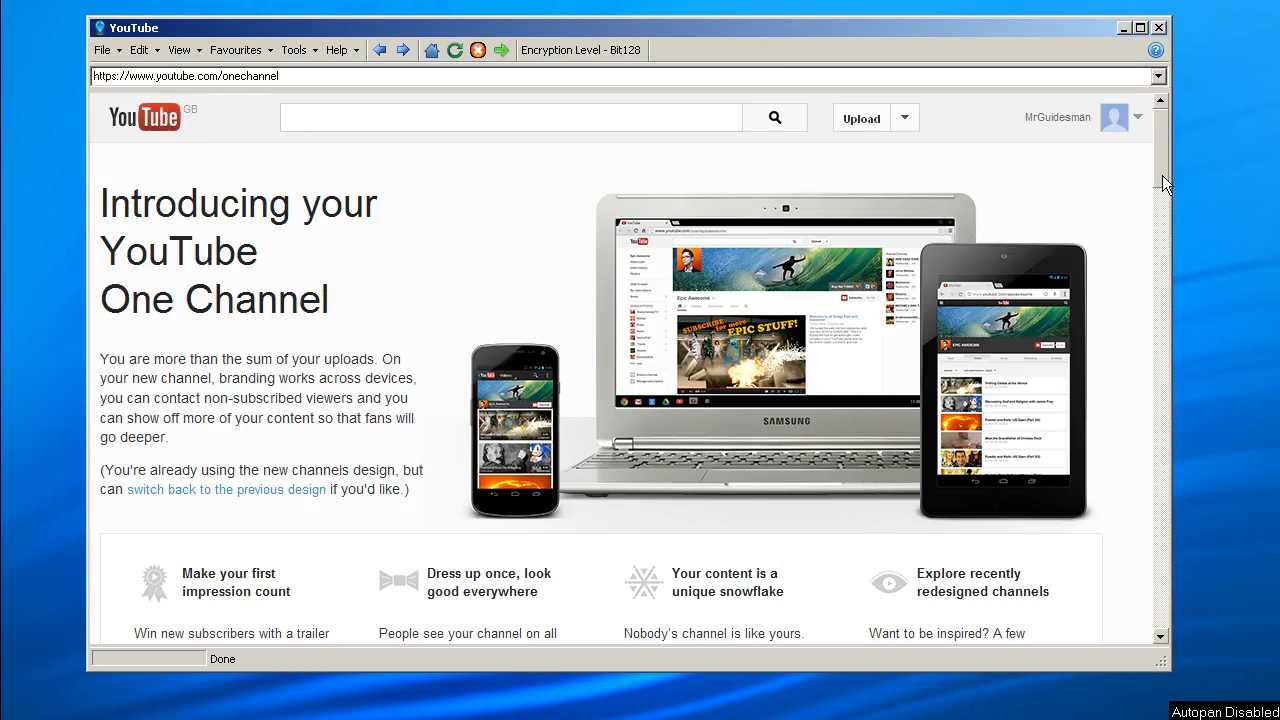 YouTube
File Edit View Favourites Tools Help Encryption Level - Bit128
https://www.youtube.com/onechannel
YouTube GB
Upload
MrGuidesman
Introducing your
YouTube
One Channel
You are more than the sum of your uploads. On
your new channel, branding works across devices,
you can contact non-subscribed viewers and you
can show off more of your content so that fans will
go deeper.
(You're already using the new channels design, but
can switch back to the previous design if you'd like.)
Epic Awesome
SUBSCRIBE for more
EPIC STUFF!
SAMSUNG
YouTube Videos
EPIC AWESOME
Make your first
impression count
Dress up once, look
good everywhere
Your content is a
unique snowflake
Explore recently
redesigned channels
Win new subscribers with a trailer
People see your channel on all
Nobody's channel is like yours.
Want to be inspired? A few
Done
Autopan Disabled